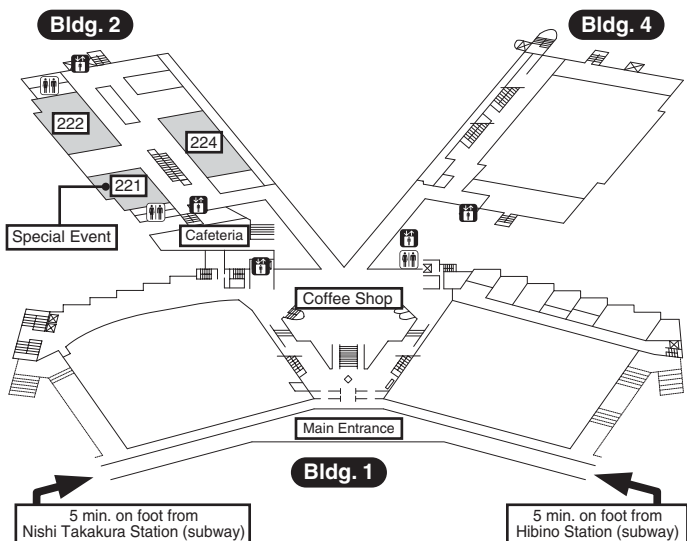 Bldg. 2
Bldg. 4
222
224
221
Special Event
Cafeteria
Coffee Shop
Main Entrance
Bldg. 1
5 min. on foot from
Nishi Takakura Station (subway)
5 min. on foot from
Hibino Station (subway)